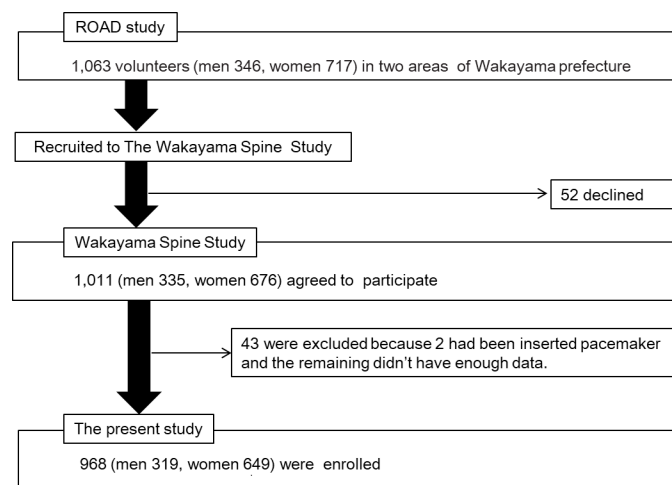 ROAD study
1,063 volunteers (men 346, women 717) in two areas of Wakayama prefecture
Recruited to The Wakayama Spine Study
52 declined
Wakayama Spine Study
1,011 (men 335, women 676) agreed to participate
43 were excluded because 2 had been inserted pacemaker
and the remaining didn't have enough data.
The present study
968 (men 319, women 649) were enrolled